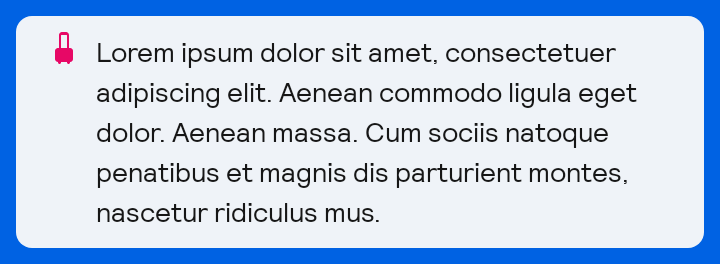 Lorem ipsum dolor sit amet, consectetuer
adipiscing elit. Aenean commodo ligula eget
dolor. Aenean massa. Cum sociis natoque
penatibus et magnis dis parturient montes,
nascetur ridiculus mus.